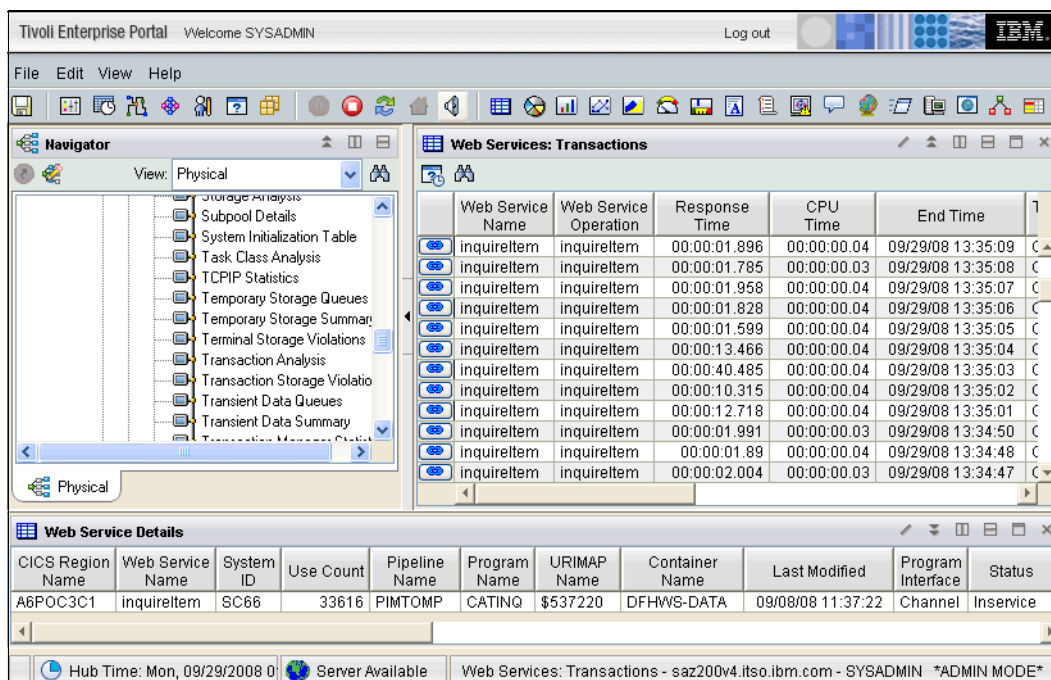 Tivoli Enterprise Portal Welcome SYSADMIN Log out IBM.
File Edit View Help
Navigator
View: Physical
Storage Analysis
Subpool Details
System Initialization Table
Task Class Analysis
TCPIP Statistics
Temporary Storage Queues
Temporary Storage Summar
Terminal Storage Violations
Transaction Analysis
Transaction Storage Violatio
Transient Data Queues
Transient Data Summary
Physical
Web Services: Transactions
Web Service Name Web Service Operation Response Time CPU Time End Time T
inquireItem inquireItem 00:00:01.896 00:00:00.04 09/29/08 13:35:09
inquireItem inquireItem 00:00:01.785 00:00:00.03 09/29/08 13:35:08
inquireItem inquireItem 00:00:01.958 00:00:00.04 09/29/08 13:35:07
inquireItem inquireItem 00:00:01.828 00:00:00.04 09/29/08 13:35:06
inquireItem inquireItem 00:00:01.599 00:00:00.04 09/29/08 13:35:05
inquireItem inquireItem 00:00:13.466 00:00:00.04 09/29/08 13:35:04
inquireItem inquireItem 00:00:40.485 00:00:00.04 09/29/08 13:35:03
inquireItem inquireItem 00:00:10.315 00:00:00.04 09/29/08 13:35:02
inquireItem inquireItem 00:00:12.718 00:00:00.04 09/29/08 13:35:01
inquireItem inquireItem 00:00:01.991 00:00:00.03 09/29/08 13:34:50
inquireItem inquireItem 00:00:01.89 00:00:00.04 09/29/08 13:34:48
inquireItem inquireItem 00:00:02.004 00:00:00.03 09/29/08 13:34:47
Web Service Details
CICS Region Name Web Service Name System ID Use Count Pipeline Name Program Name URIMAP Name Container Name Last Modified Program Interface Status
A6POC3C1 inquireItem SC66 33616 PIMTOMP CATINQ $537220 DFHWS-DATA 09/08/08 11:37:22 Channel Inservice
Hub Time: Mon, 09/29/2008 0 Server Available Web Services: Transactions - saz200v4.itso.ibm.com - SYSADMIN *ADMIN MODE*